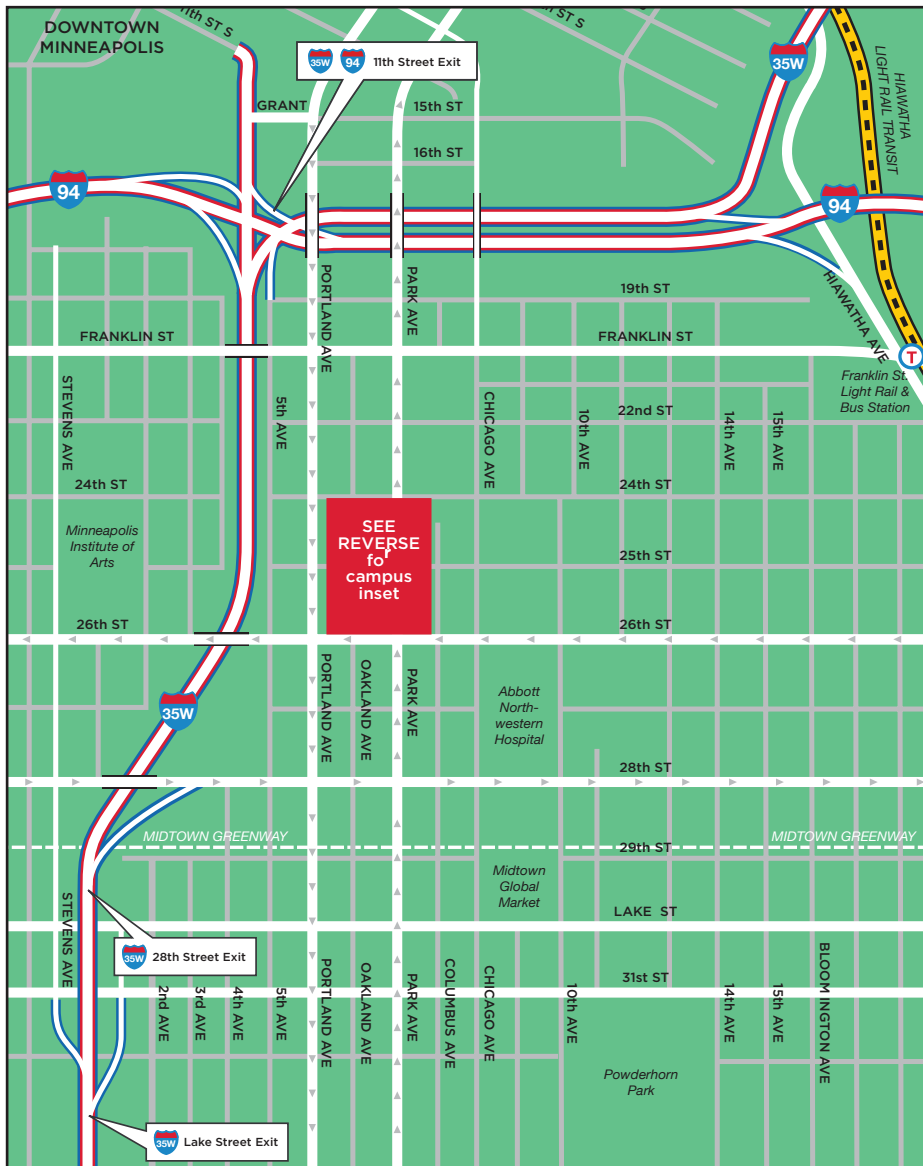 DOWNTOWN
MINNEAPOLIS
11th ST S
11th ST S
35W 94 11th Street Exit
35W
HIAWATHA
LIGHT RAIL TRANSIT
GRANT
15th ST
16th ST
94
94
19th ST
PORTLAND AVE
PARK AVE
HIAWATHA AVE
FRANKLIN ST
FRANKLIN ST
T
Franklin St.
Light Rail &
Bus Station
STEVENS AVE
5th AVE
CHICAGO AVE
10th AVE
22nd ST
14th AVE
15th AVE
24th ST
24th ST
Minneapolis
Institute of
Arts
SEE
REVERSE
for
campus
inset
25th ST
26th ST
26th ST
PORTLAND AVE
OAKLAND AVE
PARK AVE
Abbott
North-
western
Hospital
35W
28th ST
MIDTOWN GREENWAY
29th ST
MIDTOWN GREENWAY
Midtown
Global
Market
STEVENS AVE
LAKE ST
35W 28th Street Exit
31st ST
2nd AVE
3rd AVE
4th AVE
5th AVE
PORTLAND AVE
OAKLAND AVE
PARK AVE
COLUMBUS AVE
CHICAGO AVE
10th AVE
14th AVE
15th AVE
BLOOMINGTON AVE
Powderhorn
Park
35W Lake Street Exit